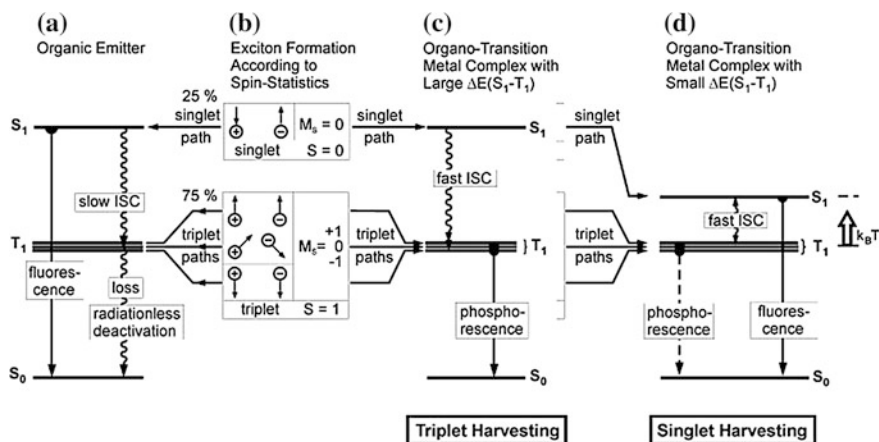 (a)
Organic Emitter
(b)
Exciton Formation
According to
Spin-Statistics
(c)
Organo-Transition
Metal Complex with
Large ΔE(S₁-T₁)
(d)
Organo-Transition
Metal Complex with
Small ΔE(S₁-T₁)
S₁
25 %
singlet
path
Mₛ = 0
singlet S = 0
singlet
path
S₁
singlet
path
S₁
slow ISC
75 %
triplet
paths
+1
Mₛ= 0
-1
triplet S = 1
triplet
paths
fast ISC
triplet
paths
fast ISC
k_BT
T₁
T₁
T₁
fluores-
cence
loss
radiationless
deactivation
phospho-
rescence
phospho-
rescence
fluores-
cence
S₀
S₀
S₀
Triplet Harvesting
Singlet Harvesting